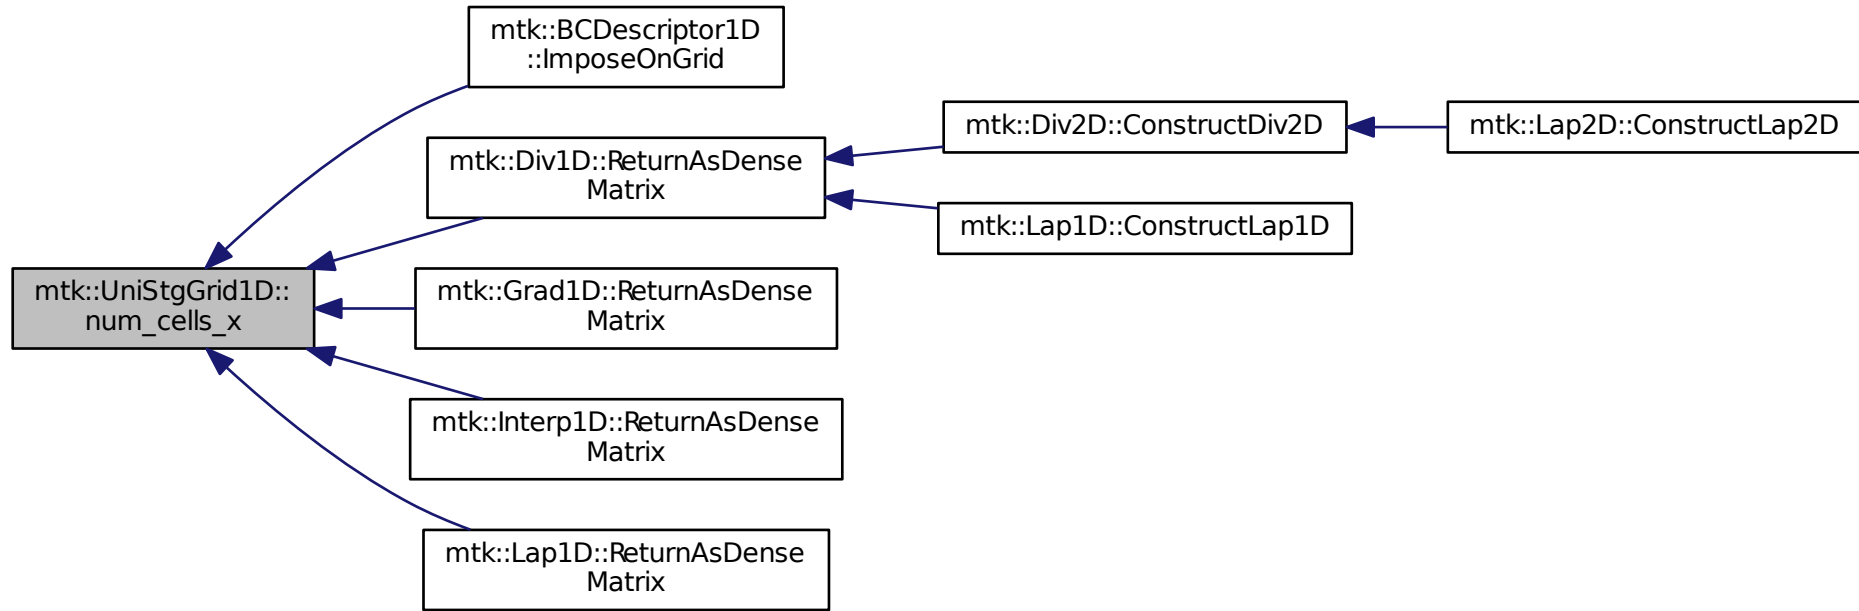 mtk::BCDescriptor1D
::ImposeOnGrid
mtk::Div1D::ReturnAsDense
Matrix
mtk::Div2D::ConstructDiv2D
mtk::Lap2D::ConstructLap2D
mtk::Lap1D::ConstructLap1D
mtk::UniStgGrid1D::
num_cells_x
mtk::Grad1D::ReturnAsDense
Matrix
mtk::Interp1D::ReturnAsDense
Matrix
mtk::Lap1D::ReturnAsDense
Matrix